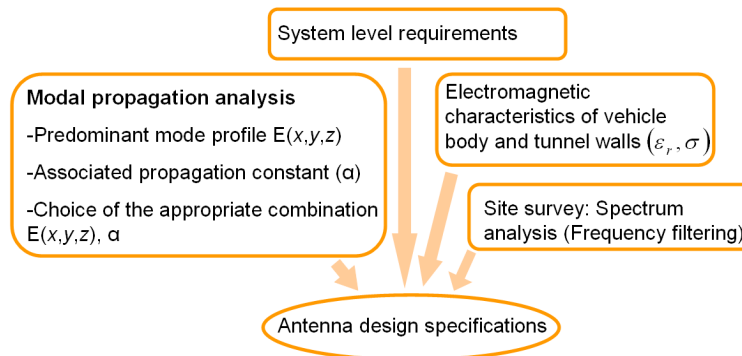 System level requirements
Modal propagation analysis
-Predominant mode profile E(x,y,z)
-Associated propagation constant (α)
-Choice of the appropriate combination
E(x,y,z), α
Electromagnetic
characteristics of vehicle
body and tunnel walls (εr, σ)
Site survey: Spectrum
analysis (Frequency filtering)
Antenna design specifications